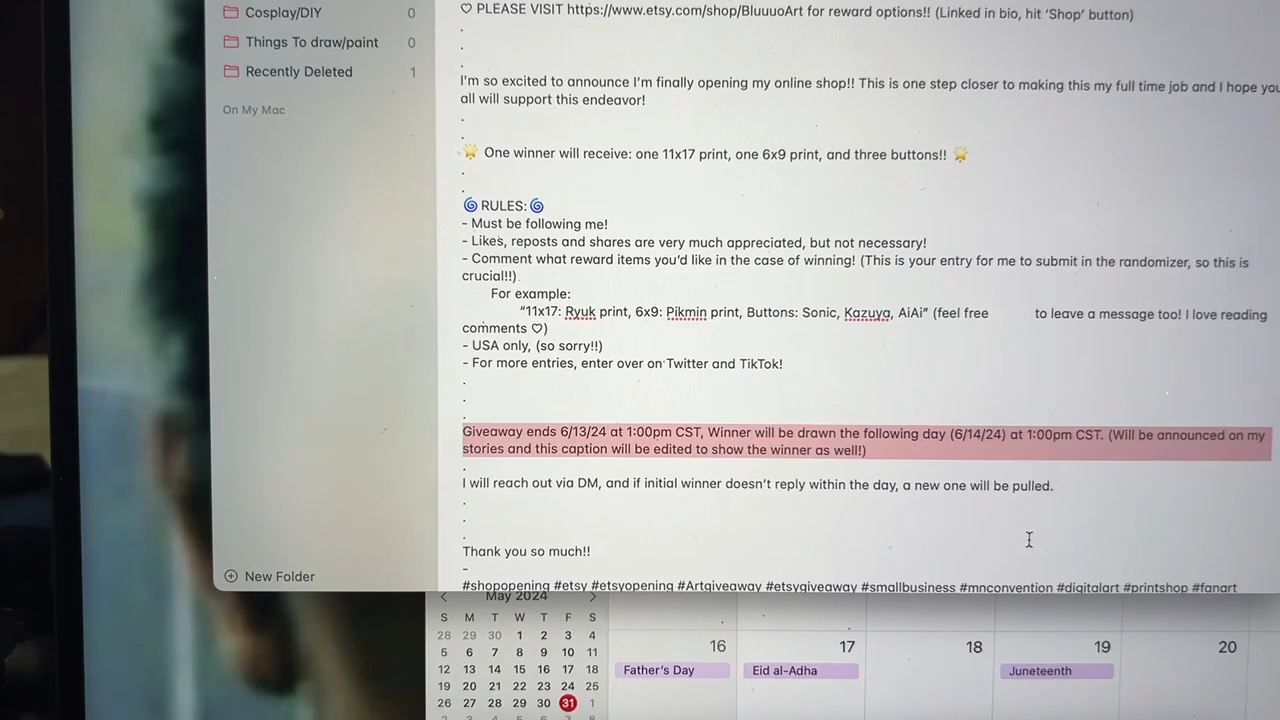 Cosplay/DIY 0
Things To draw/paint 0
Recently Deleted 1
On My Mac
New Folder
♡ PLEASE VISIT https://www.etsy.com/shop/BluuuoArt for reward options!! (Linked in bio, hit ‘Shop’ button)
.
.
.
I’m so excited to announce I’m finally opening my online shop!! This is one step closer to making this my full time job and I hope you
all will support this endeavor!
.
.
🌟 One winner will receive: one 11x17 print, one 6x9 print, and three buttons!! 🌟
.
.
🌀 RULES: 🌀
- Must be following me!
- Likes, reposts and shares are very much appreciated, but not necessary!
- Comment what reward items you’d like in the case of winning! (This is your entry for me to submit in the randomizer, so this is
crucial!!).
For example:
“11x17: Ryuk print, 6x9: Pikmin print, Buttons: Sonic, Kazuya, AiAi” (feel free to leave a message too! I love reading
comments ♡)
- USA only, (so sorry!!)
- For more entries, enter over on Twitter and TikTok!
.
.
.
Giveaway ends 6/13/24 at 1:00pm CST, Winner will be drawn the following day (6/14/24) at 1:00pm CST. (Will be announced on my
stories and this caption will be edited to show the winner as well!)
.
I will reach out via DM, and if initial winner doesn’t reply within the day, a new one will be pulled.
.
.
.
Thank you so much!!
-
#shopopening #etsy #etsyopening #Artgiveaway #etsygiveaway #smallbusiness #mnconvention #digitalart #printshop #fanart
< May 2024 >
S M T W T F S
28 29 30 1 2 3 4
5 6 7 8 9 10 11
12 13 14 15 16 17 18
19 20 21 22 23 24 25
26 27 28 29 30 31 1
16 17 18 19 20
Father’s Day Eid al-Adha Juneteenth